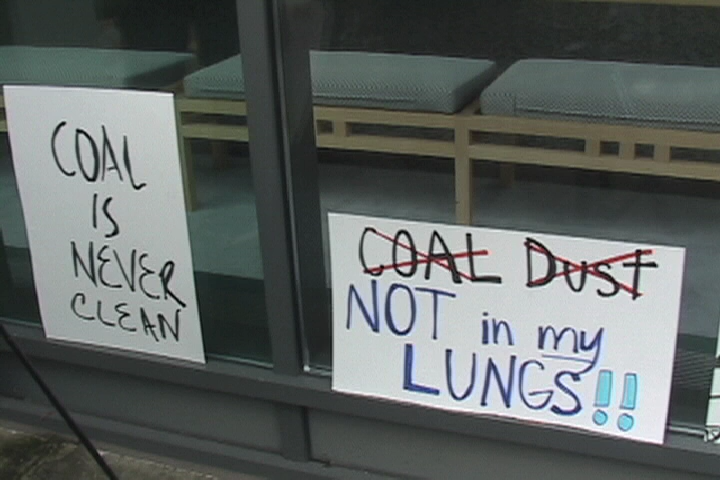 COAL
IS
NEVER
CLEAN
COAL DUST
NOT in my
LUNGS!!